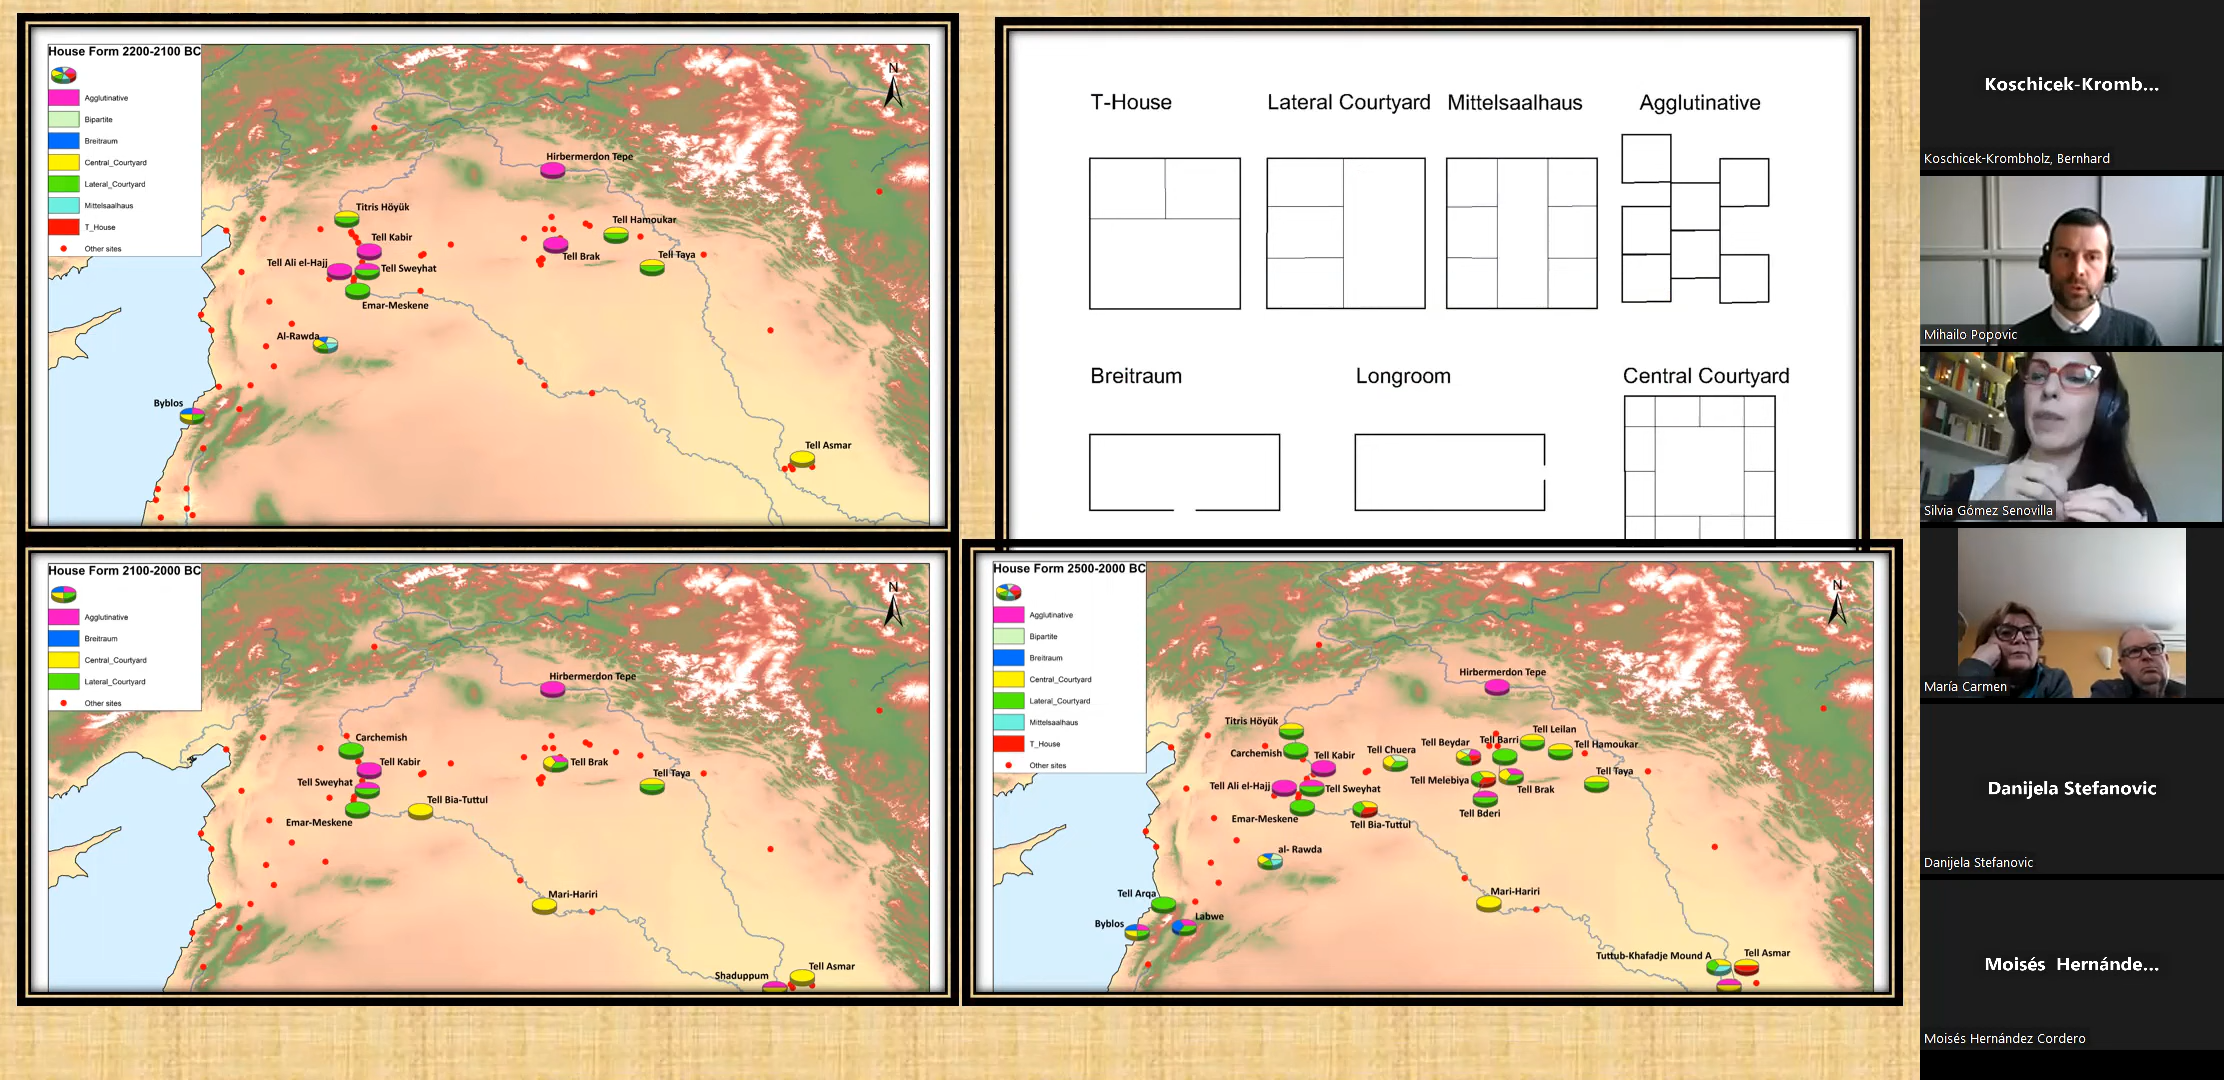 House Form 2200-2100 BC
Agglutinative
Bipartite
Breitraum
Central_Courtyard
Lateral_Courtyard
Mittelsaalhaus
T_House
Other sites
N
Hirbermerdon Tepe
Titris Höyük
Tell Hamoukar
Tell Kabir
Tell Brak
Tell Taya
Tell Ali el-Hajj
Tell Sweyhat
Emar-Meskene
Al-Rawda
Byblos
Tell Asmar
T-House
Lateral Courtyard
Mittelsaalhaus
Agglutinative
Breitraum
Longroom
Central Courtyard
House Form 2100-2000 BC
Agglutinative
Breitraum
Central_Courtyard
Lateral_Courtyard
Other sites
N
Hirbermerdon Tepe
Carchemish
Tell Kabir
Tell Brak
Tell Taya
Tell Sweyhat
Tell Bia-Tuttul
Emar-Meskene
Mari-Hariri
Shaduppum
Tell Asmar
House Form 2500-2000 BC
Agglutinative
Bipartite
Breitraum
Central_Courtyard
Lateral_Courtyard
Mittelsaalhaus
T_House
Other sites
N
Hirbermerdon Tepe
Titris Höyük
Tell Leilan
Tell Beydar
Tell Barri
Tell Hamoukar
Carchemish
Tell Kabir
Tell Chuera
Tell Taya
Tell Melebiya
Tell Ali el-Hajj
Tell Sweyhat
Tell Brak
Emar-Meskene
Tell Bia-Tuttul
Tell Bderi
al- Rawda
Tell Arqa
Mari-Hariri
Labwe
Byblos
Tuttub-Khafadje Mound A
Tell Asmar
Koschicek-Kromb...
Koschicek-Krombholz, Bernhard
Mihailo Popovic
Silvia Gómez Senovilla
María Carmen
Danijela Stefanovic
Danijela Stefanovic
Moisés Hernánde...
Moisés Hernández Cordero